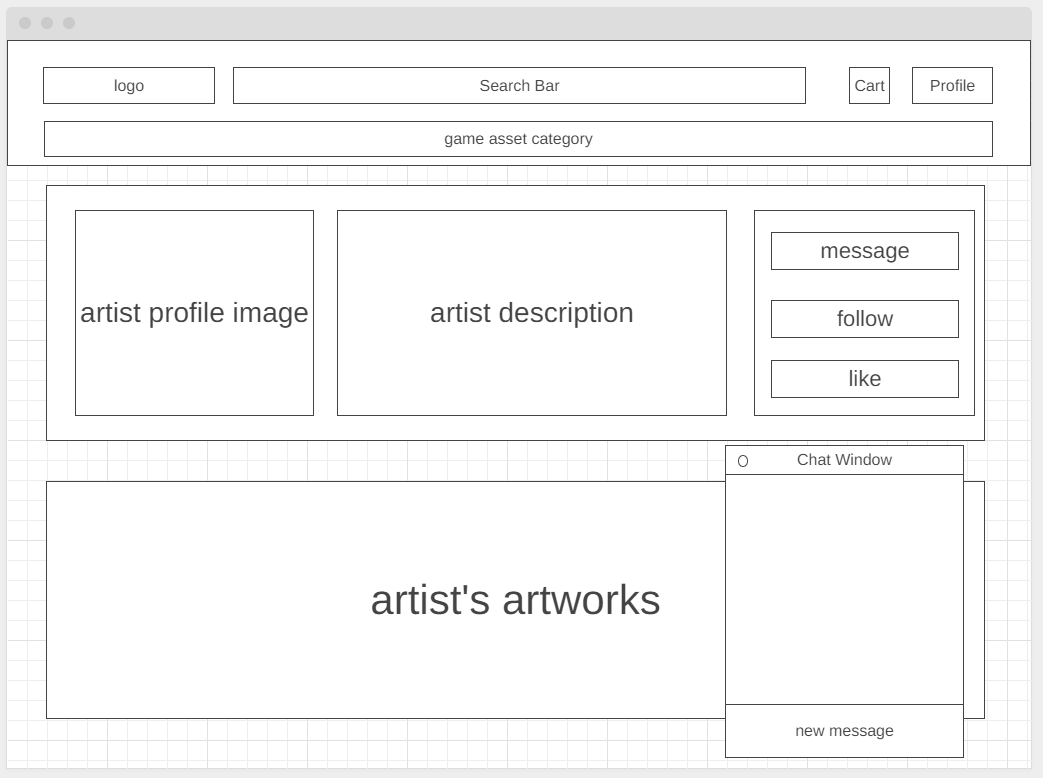 logo
Search Bar
Cart
Profile
game asset category
artist profile image
artist description
message
follow
like
Chat Window
artist's artworks
new message